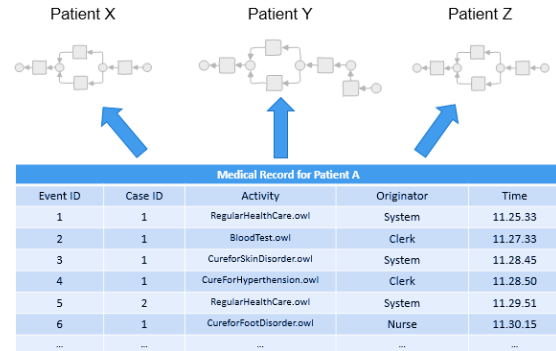 Patient X Patient Y Patient Z
Medical Record for Patient A
Event ID Case ID Activity Originator Time
1 1 RegularHealthCare.owl System 11.25.33
2 1 BloodTest.owl Clerk 11.27.33
3 1 CureforSkinDisorder.owl System 11.28.45
4 1 CureForHyperthension.owl Clerk 11.28.50
5 2 RegularHealthCare.owl System 11.29.51
6 1 CureforFootDisorder.owl Nurse 11.30.15
... ... ... ... ...